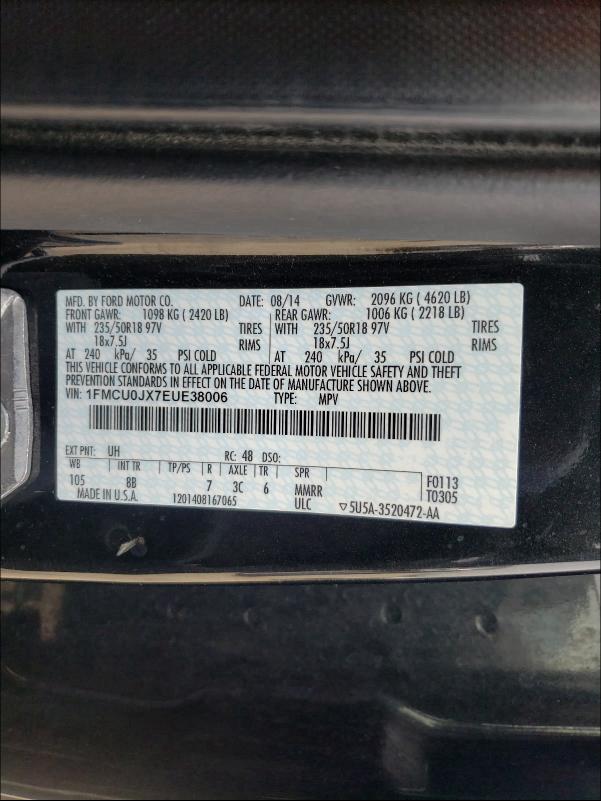 MFD. BY FORD MOTOR CO. DATE: 08/14 GVWR: 2096 KG ( 4620 LB)
FRONT GAWR: 1098 KG ( 2420 LB) REAR GAWR: 1006 KG ( 2218 LB)
WITH 235/50R18 97V TIRES WITH 235/50R18 97V TIRES
18x7.5J RIMS 18x7.5J RIMS
AT 240 kPa/ 35 PSI COLD AT 240 kPa/ 35 PSI COLD
THIS VEHICLE CONFORMS TO ALL APPLICABLE FEDERAL MOTOR VEHICLE SAFETY AND THEFT
PREVENTION STANDARDS IN EFFECT ON THE DATE OF MANUFACTURE SHOWN ABOVE.
VIN: 1FMCU0JX7EUE38006 TYPE: MPV
EXT PNT: UH RC: 48 DSO:
WB INT TR TP/PS R AXLE TR SPR
105 8B 7 3C 6 MMRR F0113
MADE IN U.S.A. 1201408167065 ULC T0305
▽5U5A-3520472-AA